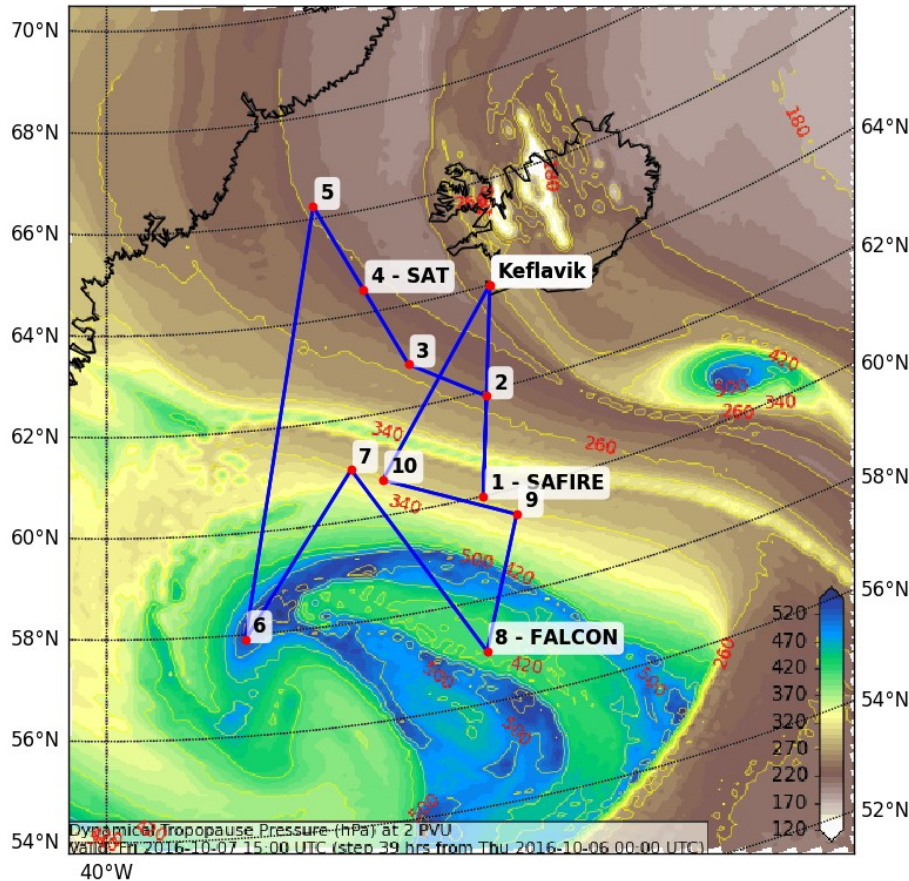 70°N
68°N
66°N
64°N
62°N
60°N
58°N
56°N
54°N
40°W
64°N
62°N
60°N
58°N
56°N
54°N
52°N
180
260
5
4 - SAT
Keflavik
3
2
420
500
340
260
340
260
7
10
1 - SAFIRE
9
340
500
420
6
8 - FALCON
420
500
500
500
260
500
520
470
420
370
320
270
220
170
120
Dynamical Tropopause Pressure (hPa) at 2 PVU
Valid: Fri 2016-10-07 15:00 UTC (step 39 hrs from Thu 2016-10-06 00:00 UTC)